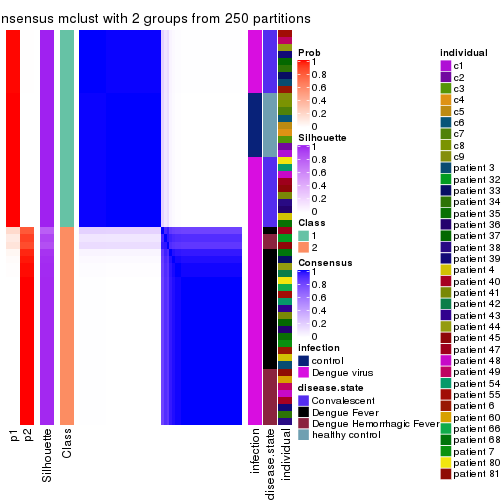 nsensus mclust with 2 groups from 250 partitions
p1
p2
Silhouette
Class
infection
disease.state
individual
Prob
1
0.8
0.6
0.4
0.2
0
Silhouette
1
0.8
0.6
0.4
0.2
0
Class
1
2
Consensus
1
0.8
0.6
0.4
0.2
0
infection
control
Dengue virus
disease.state
Convalescent
Dengue Fever
Dengue Hemorrhagic Fever
healthy control
individual
c1
c2
c3
c4
c5
c6
c7
c8
c9
patient 3
patient 32
patient 33
patient 34
patient 35
patient 36
patient 37
patient 38
patient 39
patient 4
patient 40
patient 41
patient 42
patient 43
patient 44
patient 45
patient 47
patient 48
patient 49
patient 54
patient 55
patient 6
patient 60
patient 66
patient 68
patient 7
patient 80
patient 81